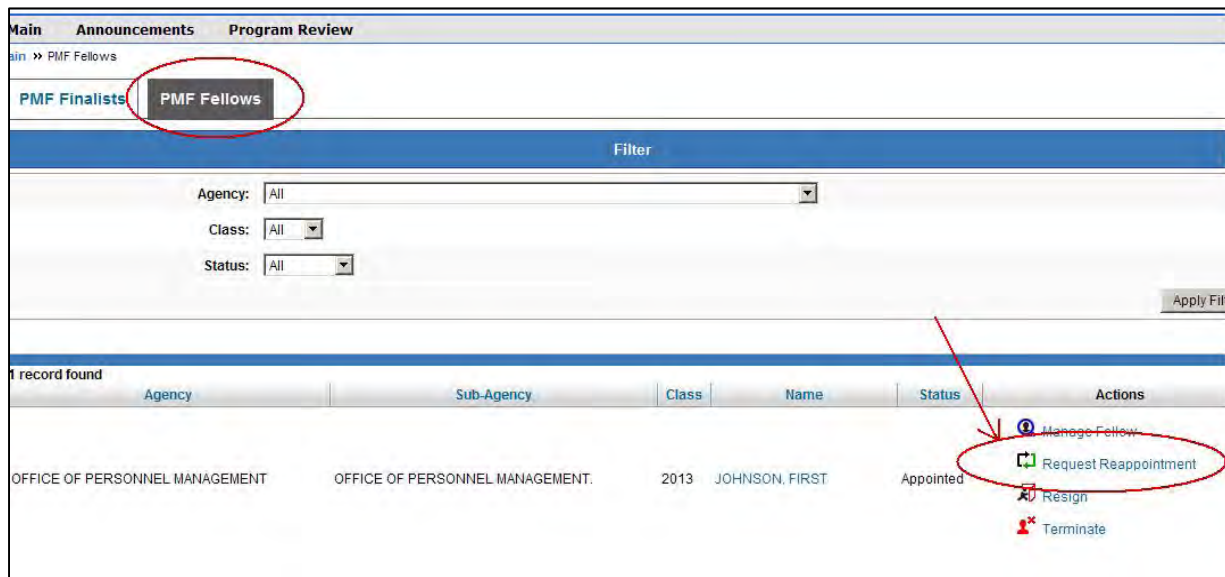 Main Announcements Program Review
ain » PMF Fellows
PMF Finalists PMF Fellows
Filter
Agency: All
Class: All
Status: All
Apply Fil
1 record found
Agency Sub-Agency Class Name Status Actions
Manage Fellow
OFFICE OF PERSONNEL MANAGEMENT OFFICE OF PERSONNEL MANAGEMENT. 2013 JOHNSON, FIRST Appointed Request Reappointment
Resign
Terminate